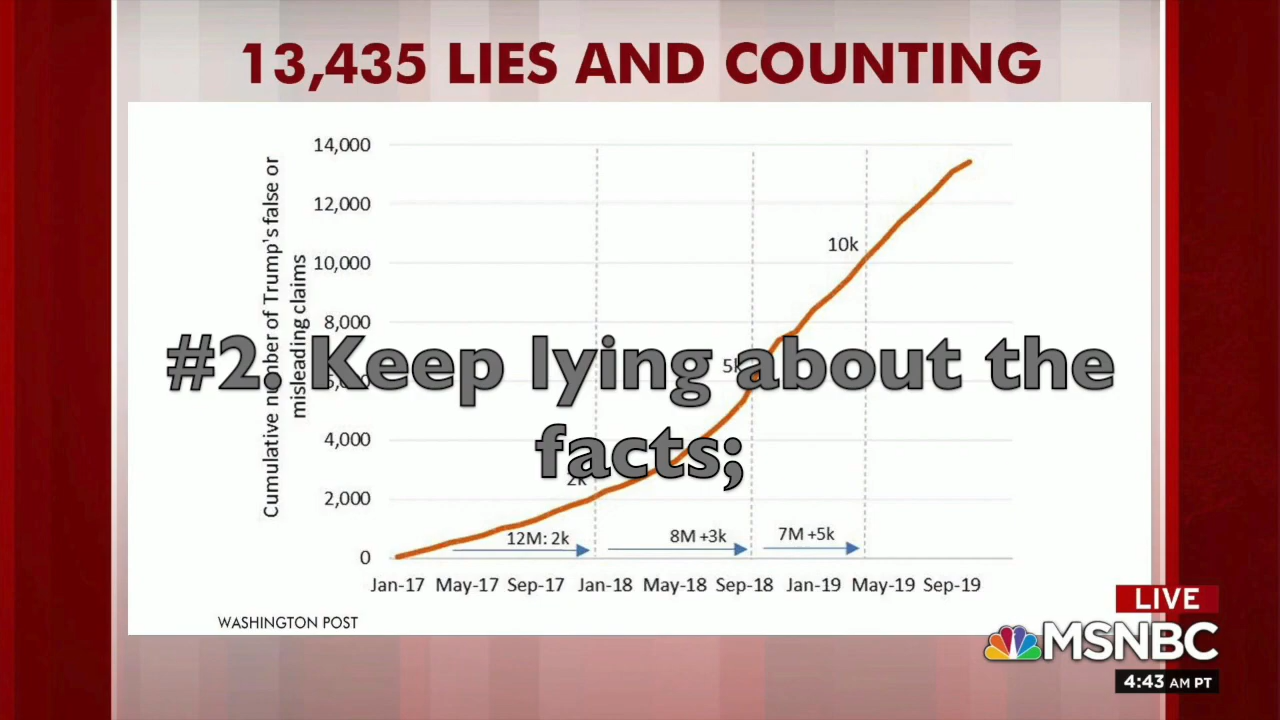 13,435 LIES AND COUNTING
Cumulative number of Trump's false or
misleading claims
14,000
12,000
10,000
8,000
4,000
2,000
0
10k
5k
2k
12M: 2k
8M +3k
7M +5k
#2. Keep lying about the
facts;
Jan-17 May-17 Sep-17 Jan-18 May-18 Sep-18 Jan-19 May-19 Sep-19
WASHINGTON POST
LIVE
MSNBC
4:43 AM PT